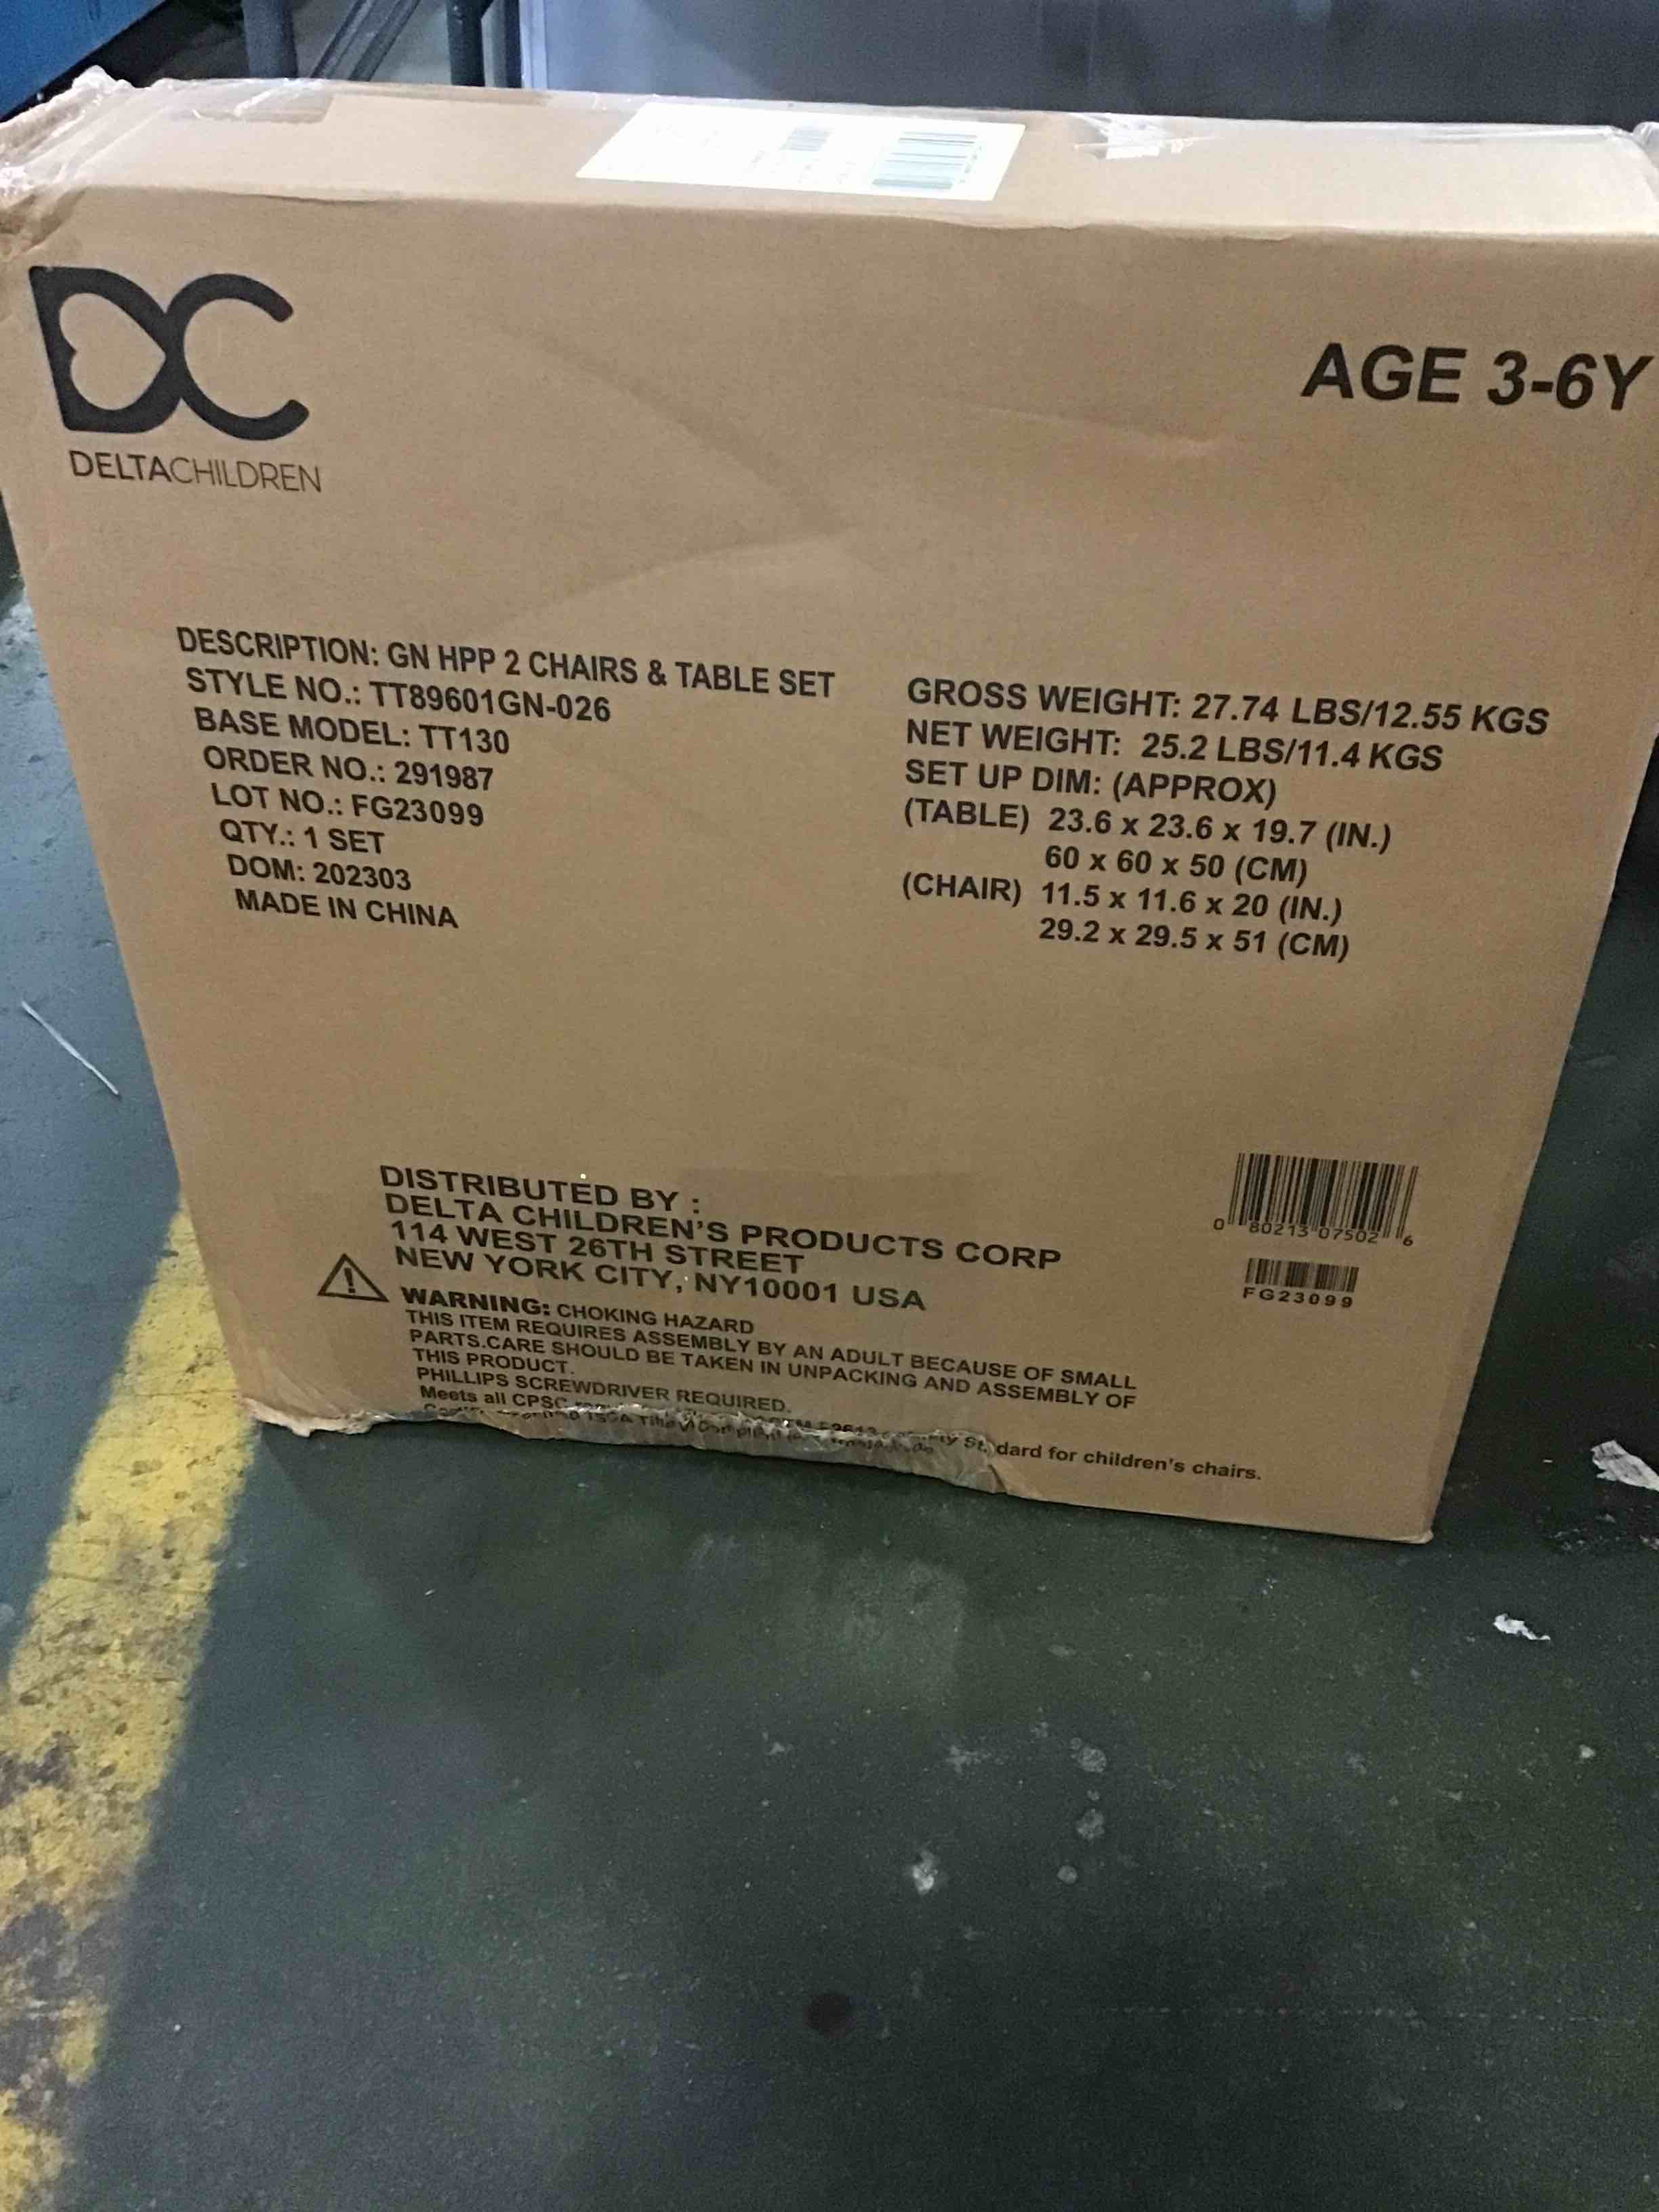 DC
DELTACHILDREN
AGE 3-6Y
DESCRIPTION: GN HPP 2 CHAIRS & TABLE SET
STYLE NO.: TT89601GN-026
BASE MODEL: TT130
ORDER NO.: 291987
LOT NO.: FG23099
QTY.: 1 SET
DOM: 202303
MADE IN CHINA
GROSS WEIGHT: 27.74 LBS/12.55 KGS
NET WEIGHT: 25.2 LBS/11.4 KGS
SET UP DIM: (APPROX)
(TABLE) 23.6 x 23.6 x 19.7 (IN.)
60 x 60 x 50 (CM)
(CHAIR) 11.5 x 11.6 x 20 (IN.)
29.2 x 29.5 x 51 (CM)
DISTRIBUTED BY :
DELTA CHILDREN'S PRODUCTS CORP
114 WEST 26TH STREET
NEW YORK CITY, NY10001 USA
WARNING: CHOKING HAZARD
THIS ITEM REQUIRES ASSEMBLY BY AN ADULT BECAUSE OF SMALL
PARTS.CARE SHOULD BE TAKEN IN UNPACKING AND ASSEMBLY OF
THIS PRODUCT.
PHILLIPS SCREWDRIVER REQUIRED.
Meets all CPSC for children's chairs.
0 80213 07502 6
FG23099